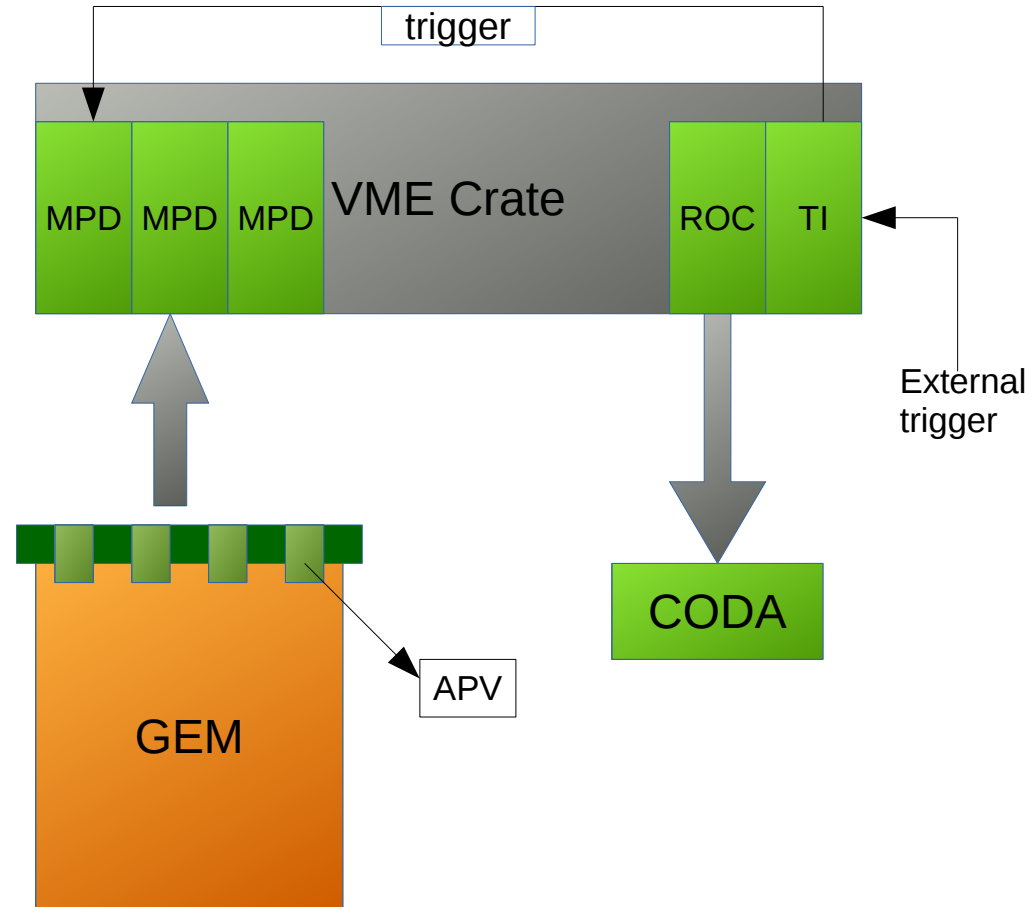 trigger
MPD
MPD
MPD
VME Crate
ROC
TI
External
trigger
CODA
APV
GEM